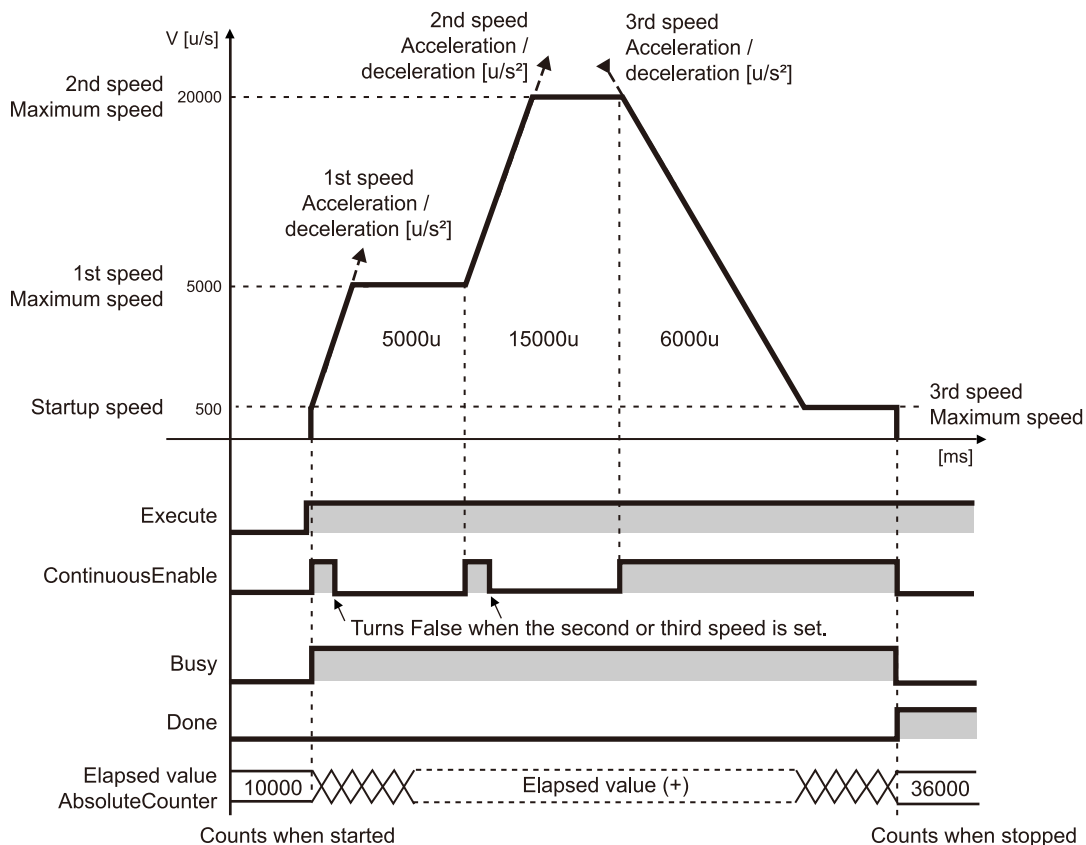 V [u/s]
2nd speed
Acceleration /
deceleration [u/s²]
3rd speed
Acceleration /
deceleration [u/s²]
2nd speed
Maximum speed
20000
1st speed
Acceleration /
deceleration [u/s²]
1st speed
Maximum speed
5000
5000u
15000u
6000u
Startup speed
500
3rd speed
Maximum speed
[ms]
Execute
ContinuousEnable
Turns False when the second or third speed is set.
Busy
Done
Elapsed value
AbsoluteCounter
10000
Elapsed value (+)
36000
Counts when started
Counts when stopped